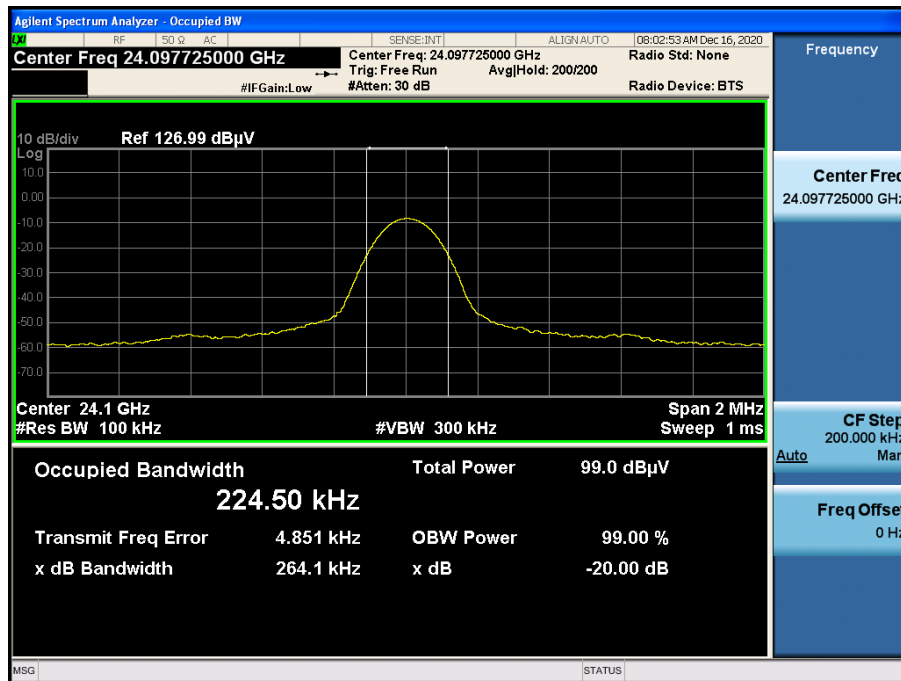 Agilent Spectrum Analyzer - Occupied BW
LXI RF 50 Ω AC SENSE:INT ALIGN AUTO 08:02:53 AM Dec 16, 2020
Center Freq 24.097725000 GHz
Center Freq: 24.097725000 GHz
Radio Std: None
Trig: Free Run Avg|Hold: 200/200
#IFGain:Low
#Atten: 30 dB
Radio Device: BTS
10 dB/div Ref 126.99 dBµV
Log
10.0
0.00
-10.0
-20.0
-30.0
-40.0
-50.0
-60.0
-70.0
Center 24.1 GHz Span 2 MHz
#Res BW 100 kHz #VBW 300 kHz Sweep 1 ms
Occupied Bandwidth Total Power 99.0 dBµV
224.50 kHz
Transmit Freq Error 4.851 kHz OBW Power 99.00 %
x dB Bandwidth 264.1 kHz x dB -20.00 dB
Frequency
Center Freq
24.097725000 GHz
CF Step
200.000 kHz
Auto Man
Freq Offset
0 Hz
MSG STATUS